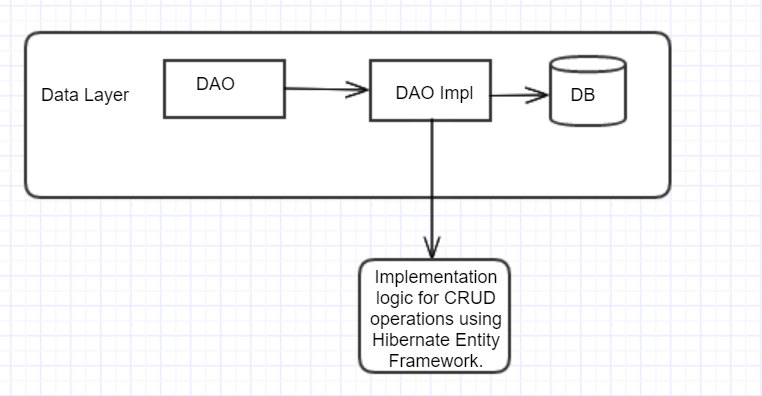 Data Layer
DAO
DAO Impl
DB
Implementation
logic for CRUD
operations using
Hibernate Entity
Framework.